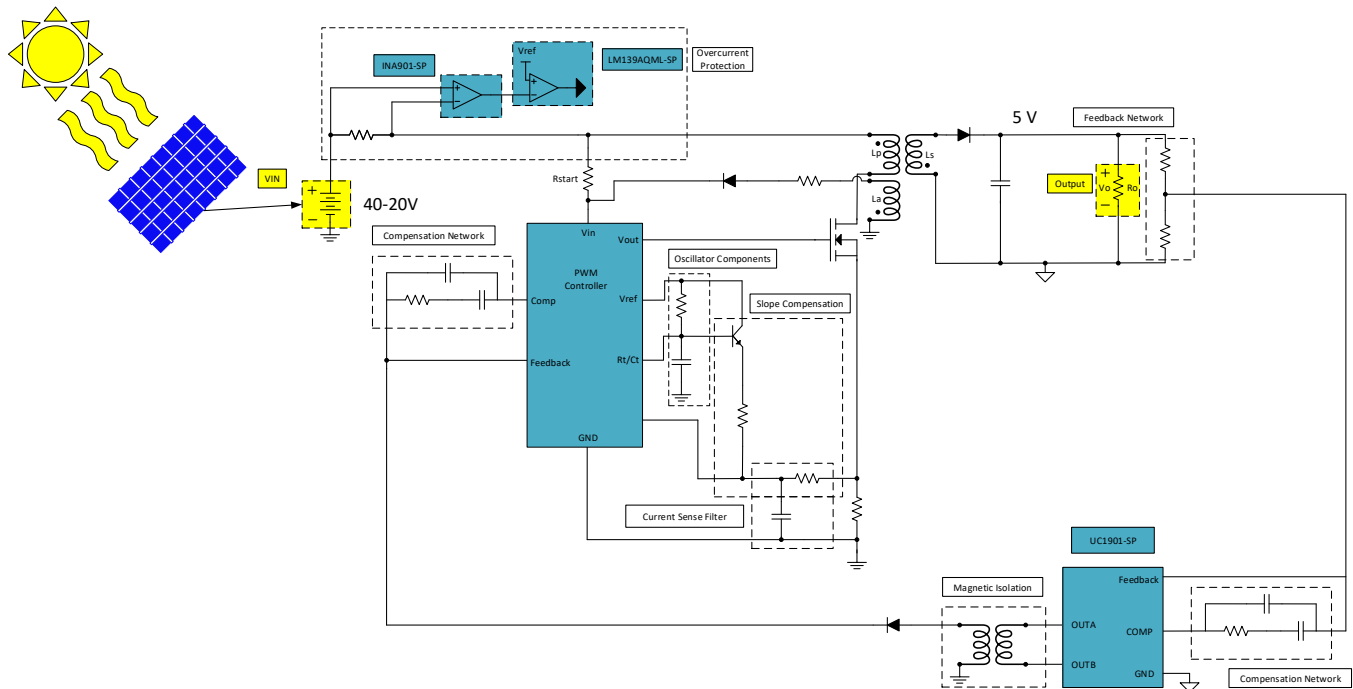 Vref
INA901-SP
LM139AQML-SP
Overcurrent
Protection
+
−
+
−
5 V
Feedback Network
Lp
Ls
VIN
+
−
40-20V
Rstart
La
Output
+
Vo
Ro
−
Compensation Network
Vin
Vout
PWM
Controller
Oscillator Components
Comp
Vref
Slope Compensation
Feedback
Rt/Ct
GND
Current Sense Filter
UC1901-SP
Feedback
Magnetic Isolation
OUTA
COMP
OUTB
GND
Compensation Network